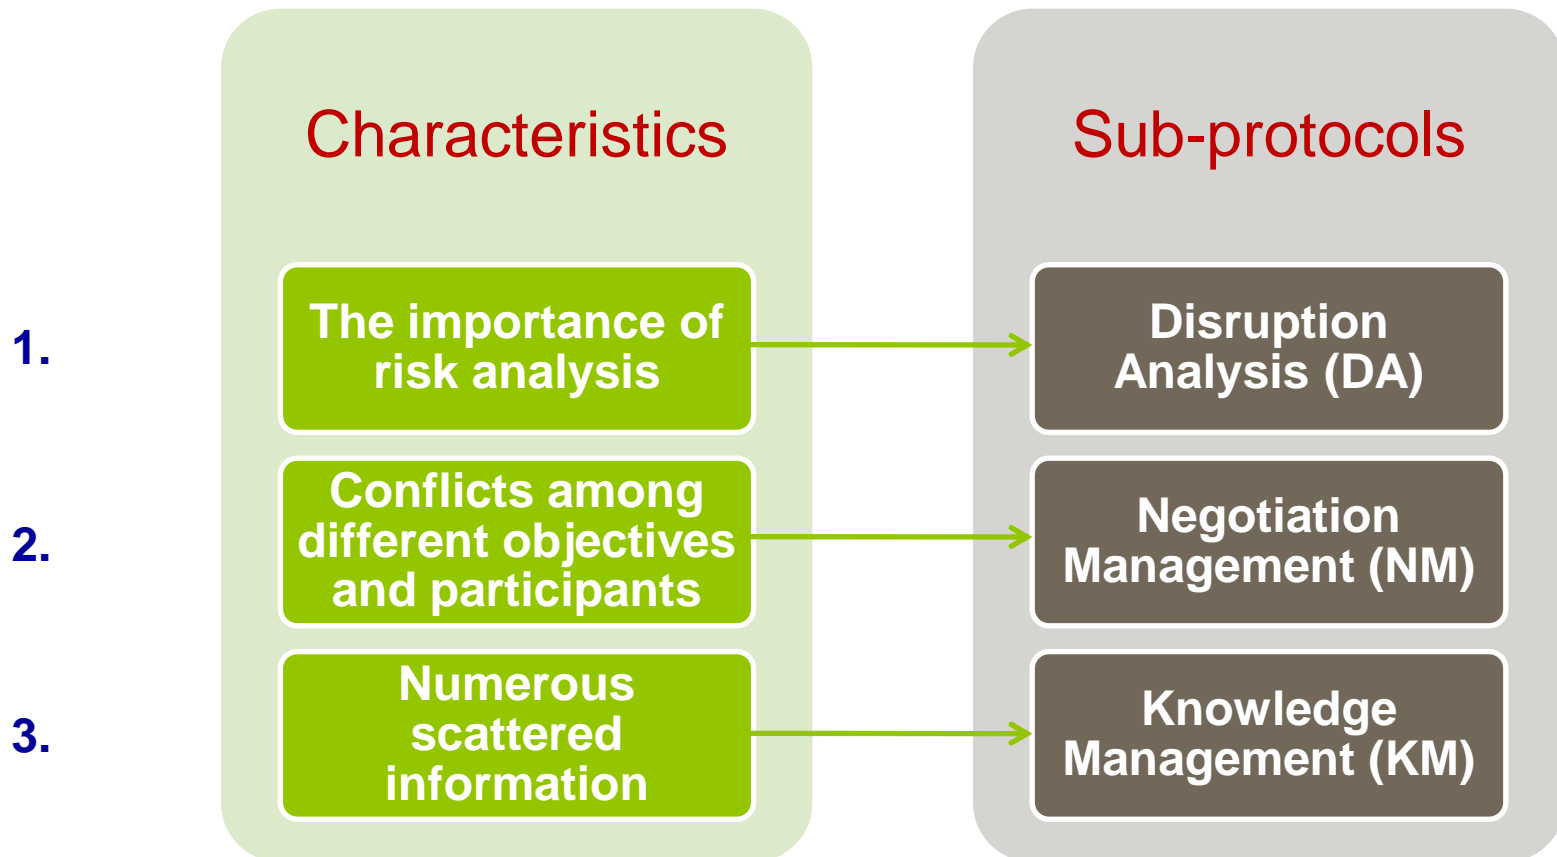 Characteristics
Sub-protocols
1.
The importance of
risk analysis
Disruption
Analysis (DA)
2.
Conflicts among
different objectives
and participants
Negotiation
Management (NM)
3.
Numerous
scattered
information
Knowledge
Management (KM)